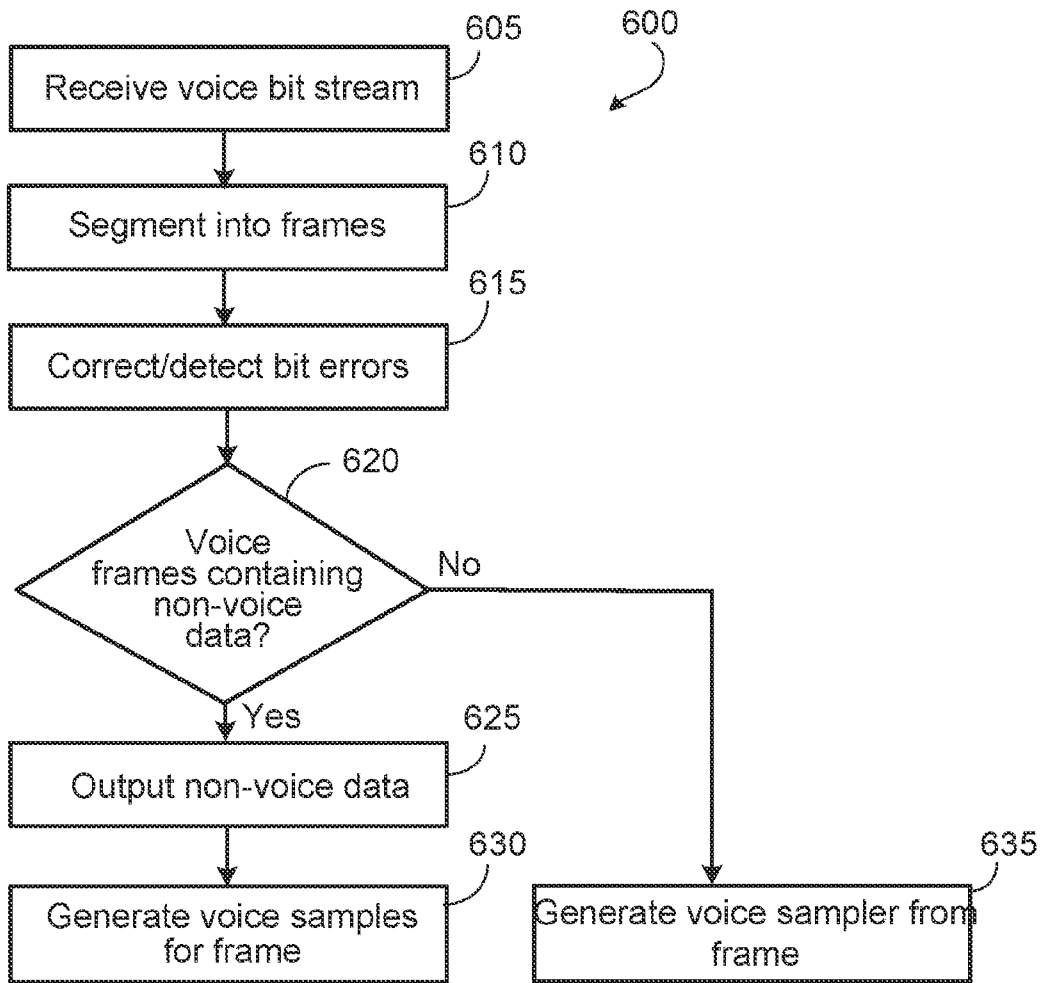 605
600
Receive voice bit stream
610
Segment into frames
615
Correct/detect bit errors
620
Voice
frames containing
non-voice
data?
No
Yes
625
Output non-voice data
630
635
Generate voice samples
for frame
Generate voice sampler from
frame